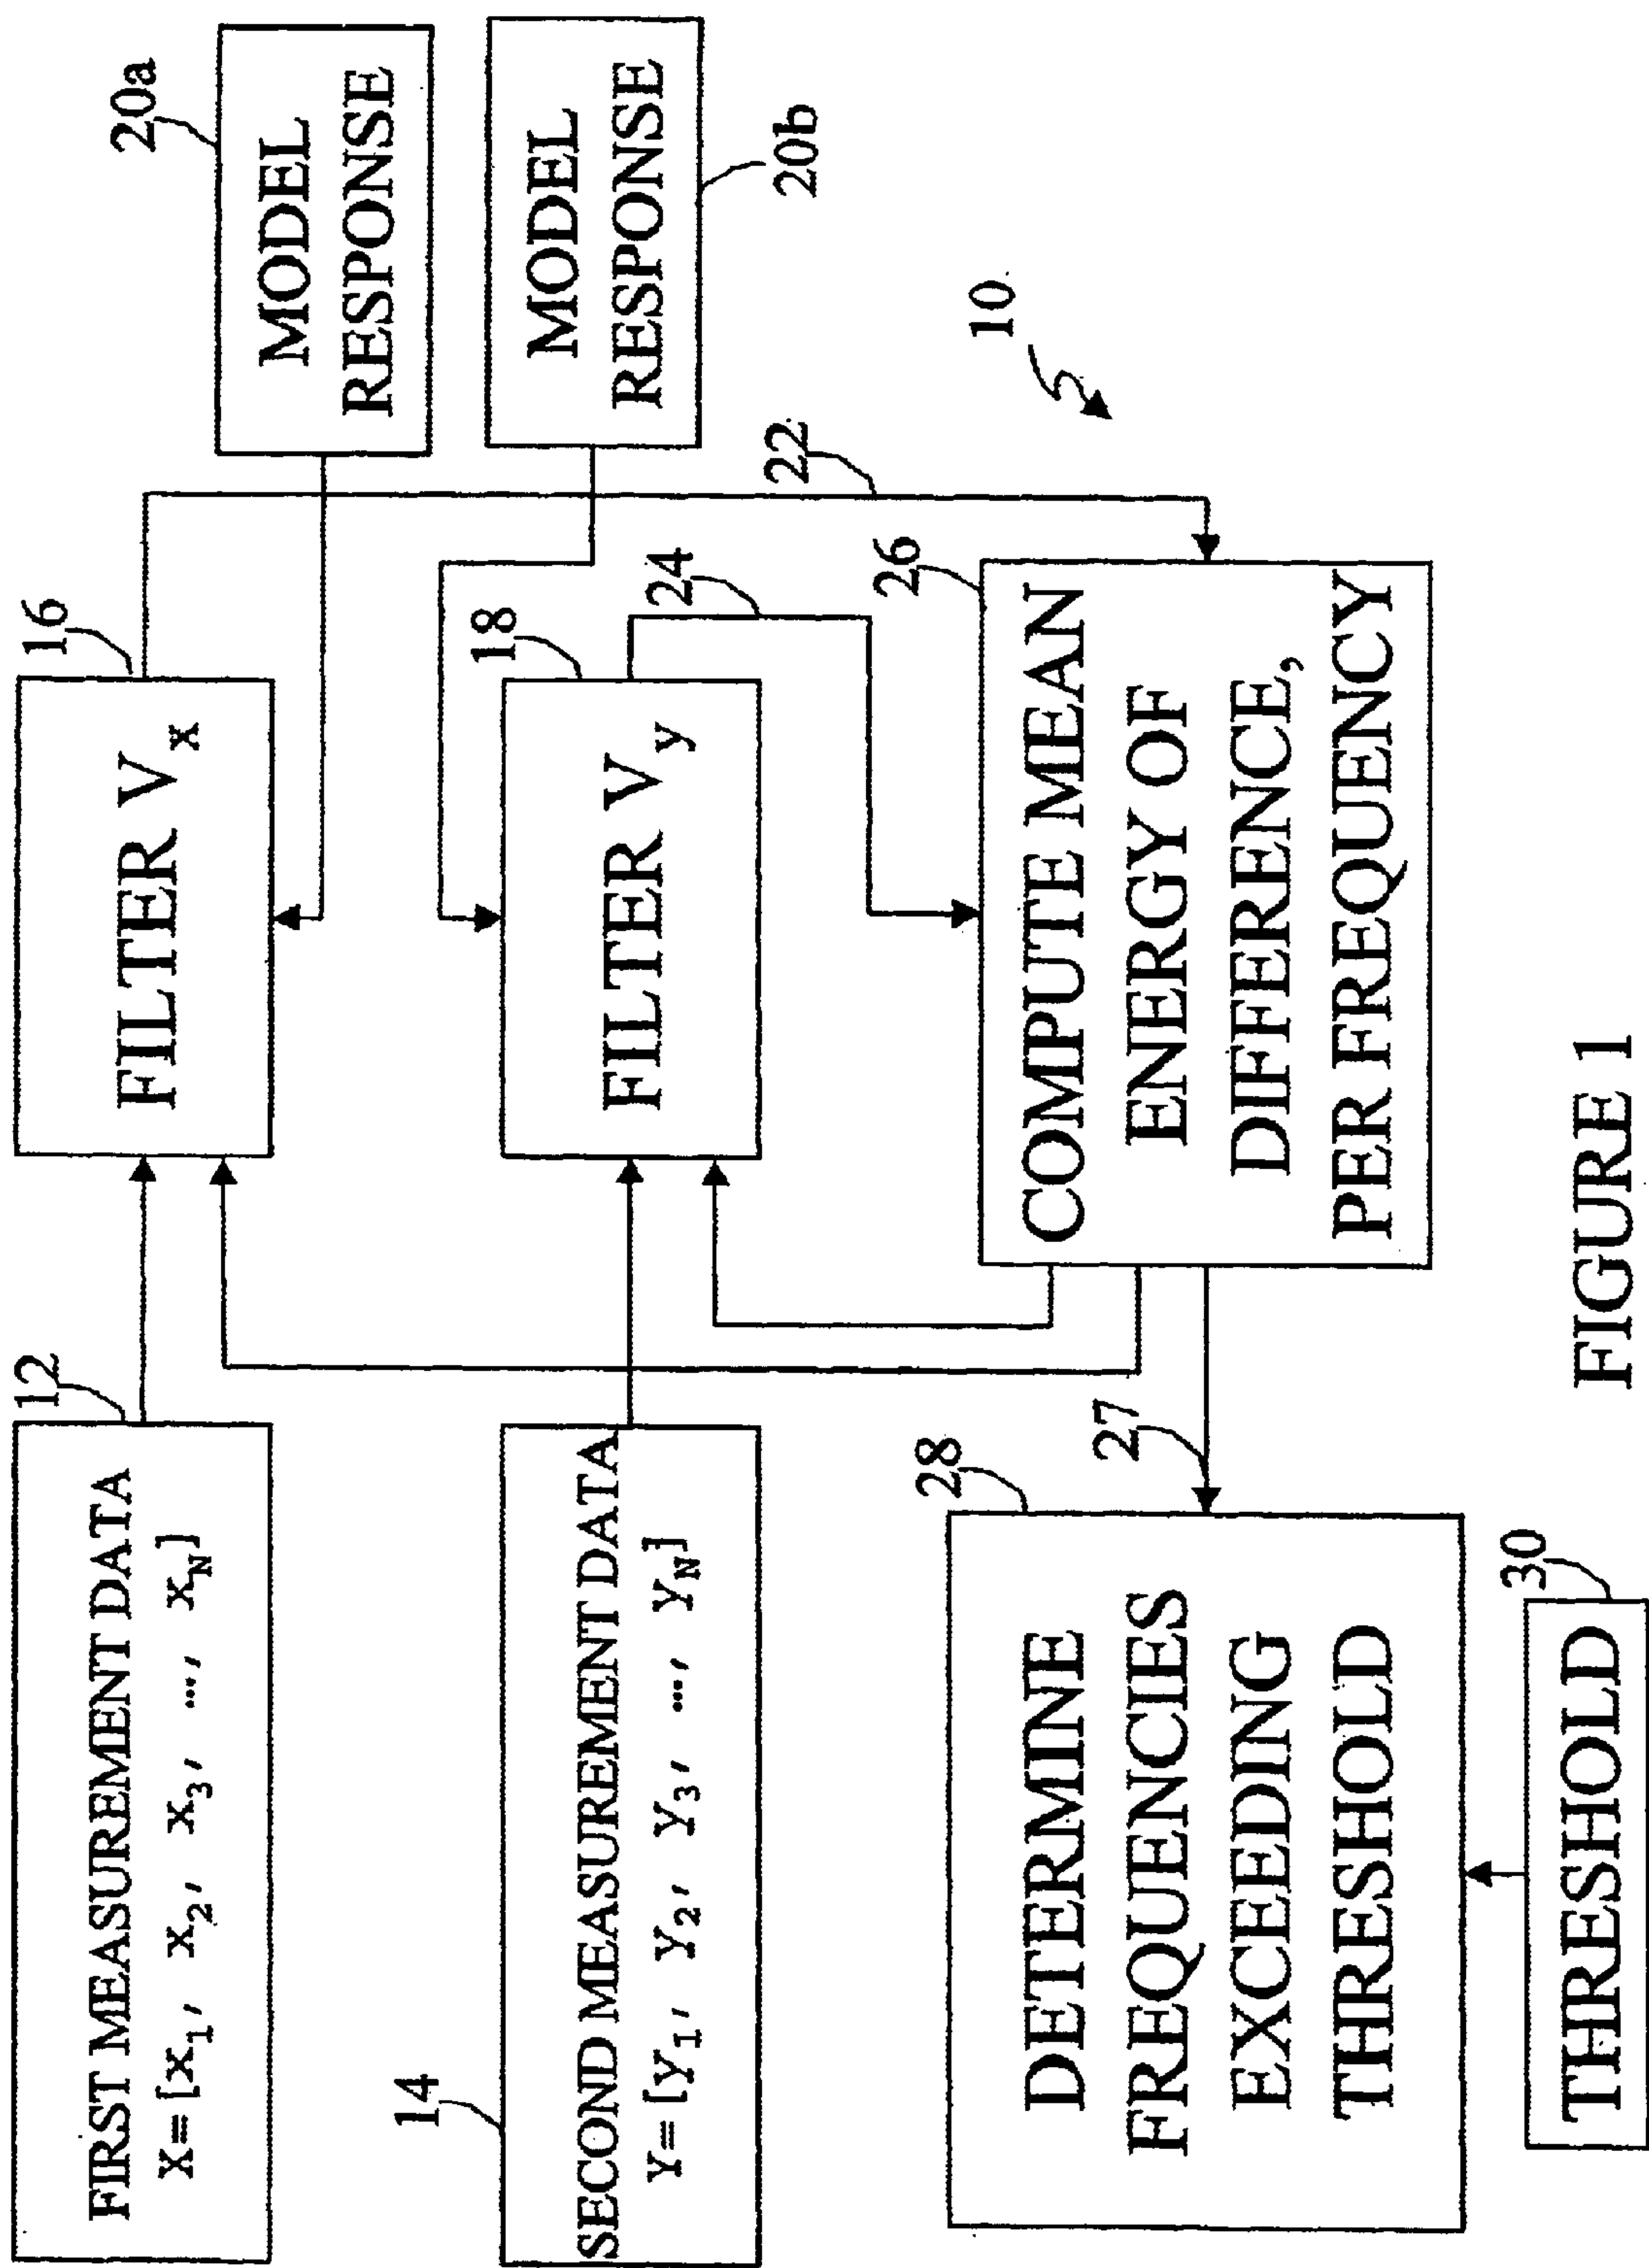 12
FIRST MEASUREMENT DATA
X=[x1, x2, x3, ..., xN]
16
FILTER Vx
20a
MODEL
RESPONSE
14
SECOND MEASUREMENT DATA
Y=[y1, y2, y3, ..., yN]
18
FILTER Vy
MODEL
RESPONSE
20b
24
22
28
DETERMINE
FREQUENCIES
EXCEEDING
THRESHOLD
27
26
COMPUTE MEAN
ENERGY OF
DIFFERENCE,
PER FREQUENCY
10
30
THRESHOLD
FIGURE 1